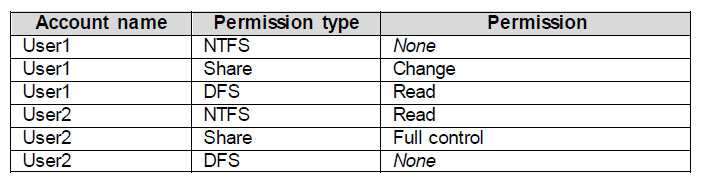 Account name Permission type Permission
User1 NTFS None
User1 Share Change
User1 DFS Read
User2 NTFS Read
User2 Share Full control
User2 DFS None